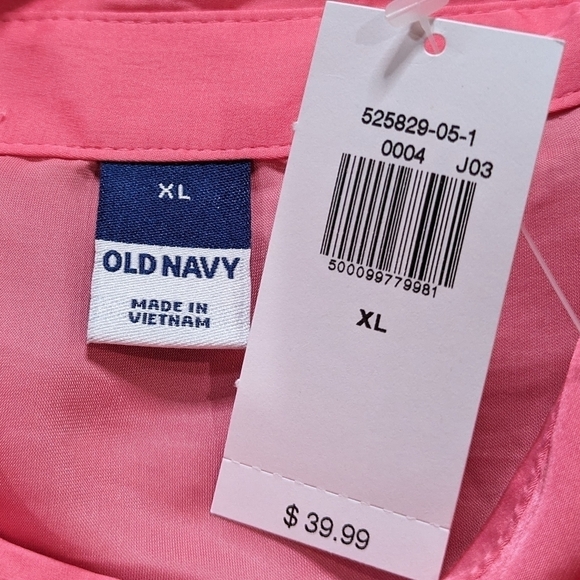 XL
OLD NAVY
MADE IN
VIETNAM
525829-05-1
0004 J03
500099779981
XL
$ 39.99